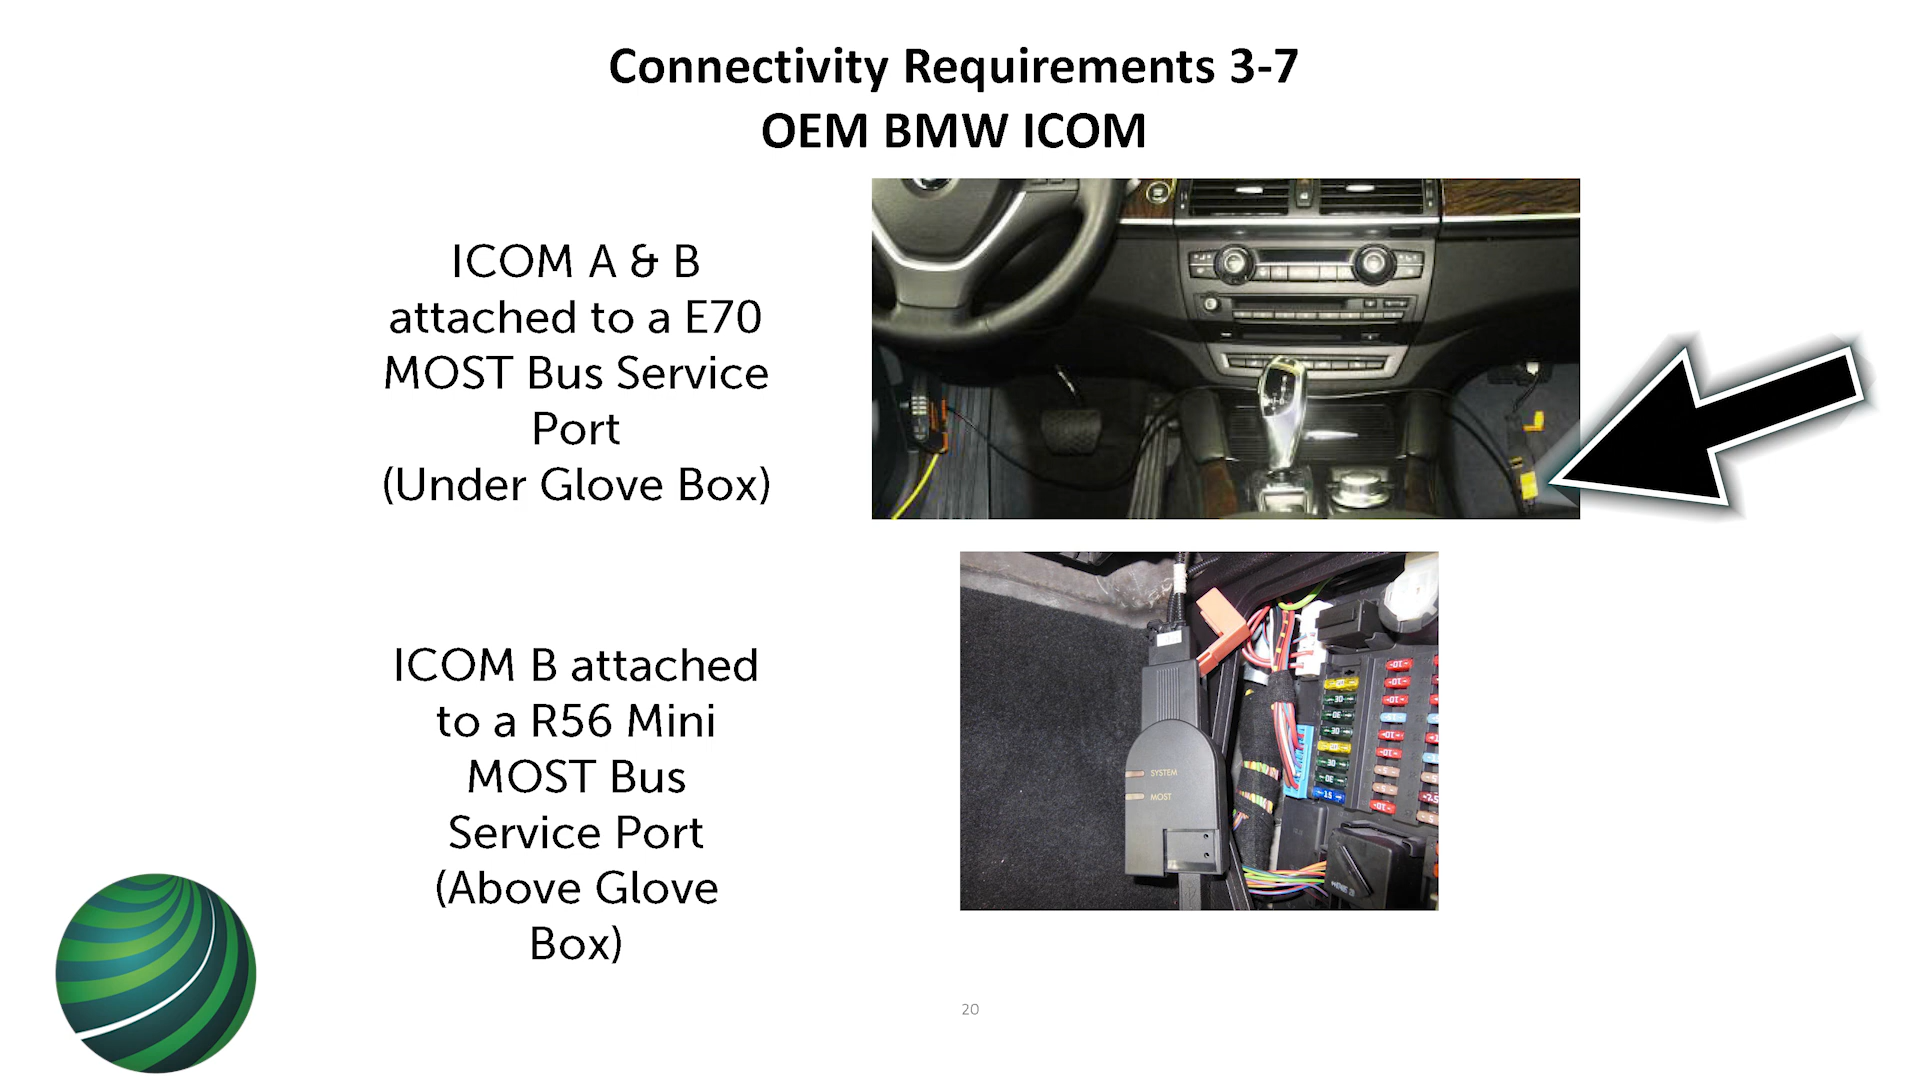 Connectivity Requirements 3-7
OEM BMW ICOM
ICOM A & B
attached to a E70
MOST Bus Service
Port
(Under Glove Box)
ICOM B attached
to a R56 Mini
MOST Bus
Service Port
(Above Glove
Box)
SYSTEM
MOST
20